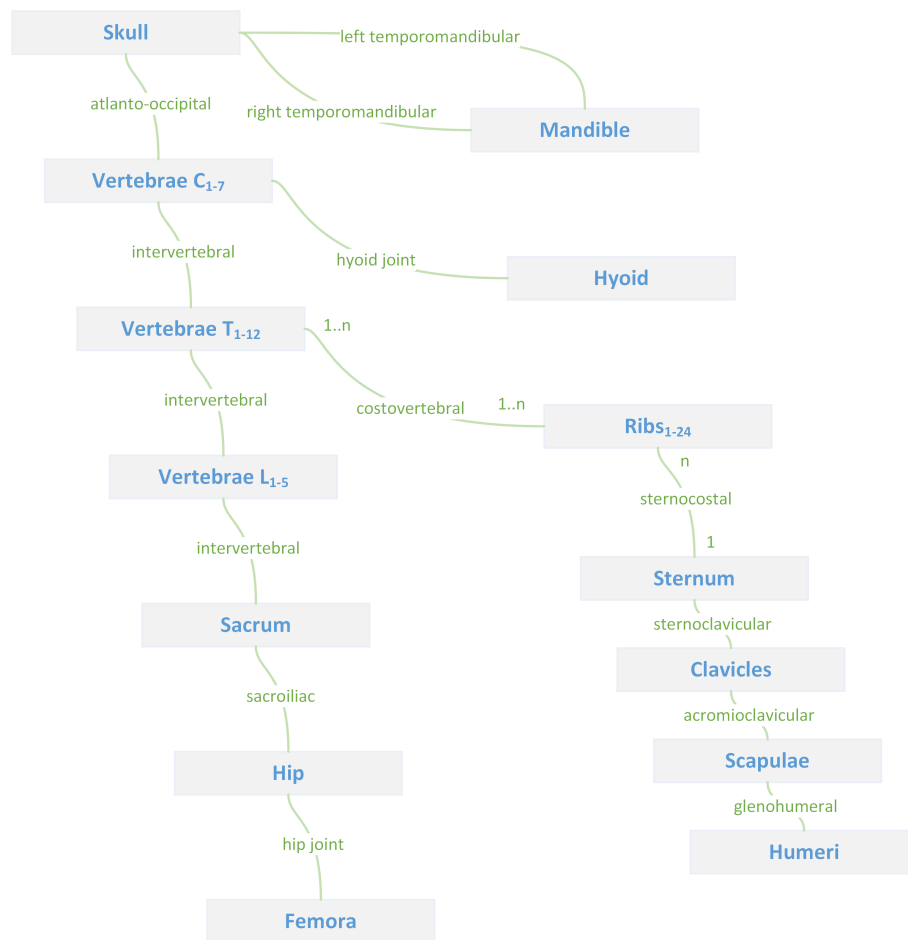 Skull
left temporomandibular
atlanto-occipital
right temporomandibular
Mandible
Vertebrae C1-7
intervertebral
hyoid joint
Hyoid
Vertebrae T1-12
1..n
intervertebral
costovertebral
1..n
Ribs1-24
n
Vertebrae L1-5
sternocostal
intervertebral
1
Sternum
Sacrum
sternoclavicular
Clavicles
sacroiliac
acromioclavicular
Scapulae
Hip
glenohumeral
hip joint
Humeri
Femora